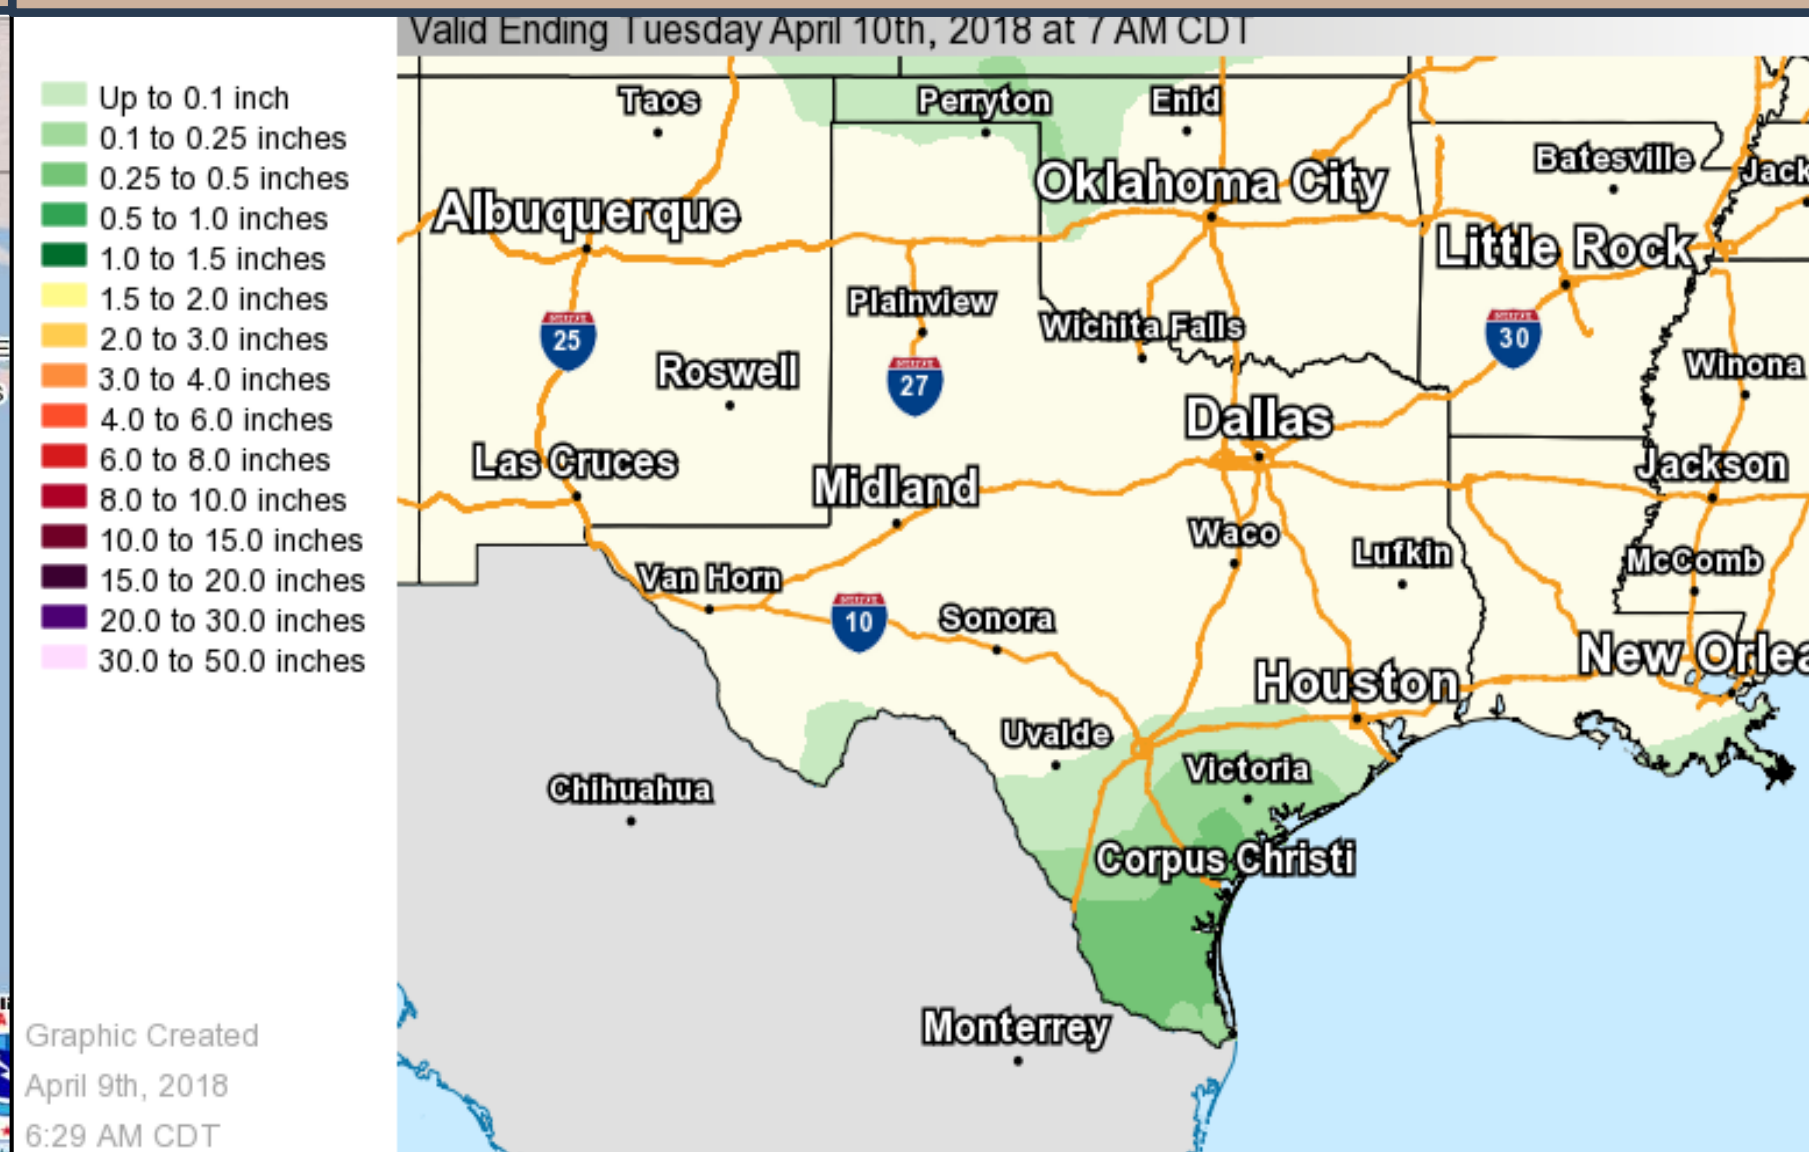 Valid Ending Tuesday April 10th, 2018 at 7 AM CDT
Up to 0.1 inch
0.1 to 0.25 inches
0.25 to 0.5 inches
0.5 to 1.0 inches
1.0 to 1.5 inches
1.5 to 2.0 inches
2.0 to 3.0 inches
3.0 to 4.0 inches
4.0 to 6.0 inches
6.0 to 8.0 inches
8.0 to 10.0 inches
10.0 to 15.0 inches
15.0 to 20.0 inches
20.0 to 30.0 inches
30.0 to 50.0 inches
Graphic Created
April 9th, 2018
6:29 AM CDT
Taos
Perryton
Enid
Batesville
Jack
Oklahoma City
Albuquerque
Little Rock
Plainview
Wichita Falls
25
30
Roswell
27
Winona
Dallas
Las Cruces
Midland
Jackson
Waco
Lufkin
McComb
Van Horn
10
Sonora
New Orlea
Houston
Uvalde
Victoria
Chihuahua
Corpus Christi
Monterrey